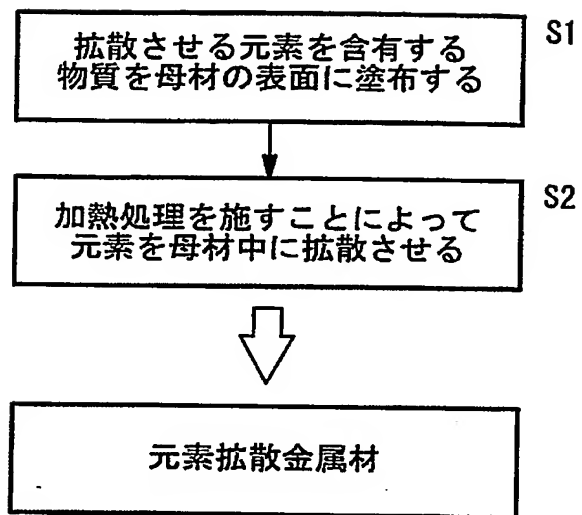 拡散させる元素を含有する
物質を母材の表面に塗布する
S1
加熱処理を施すことによって
元素を母材中に拡散させる
S2
元素拡散金属材